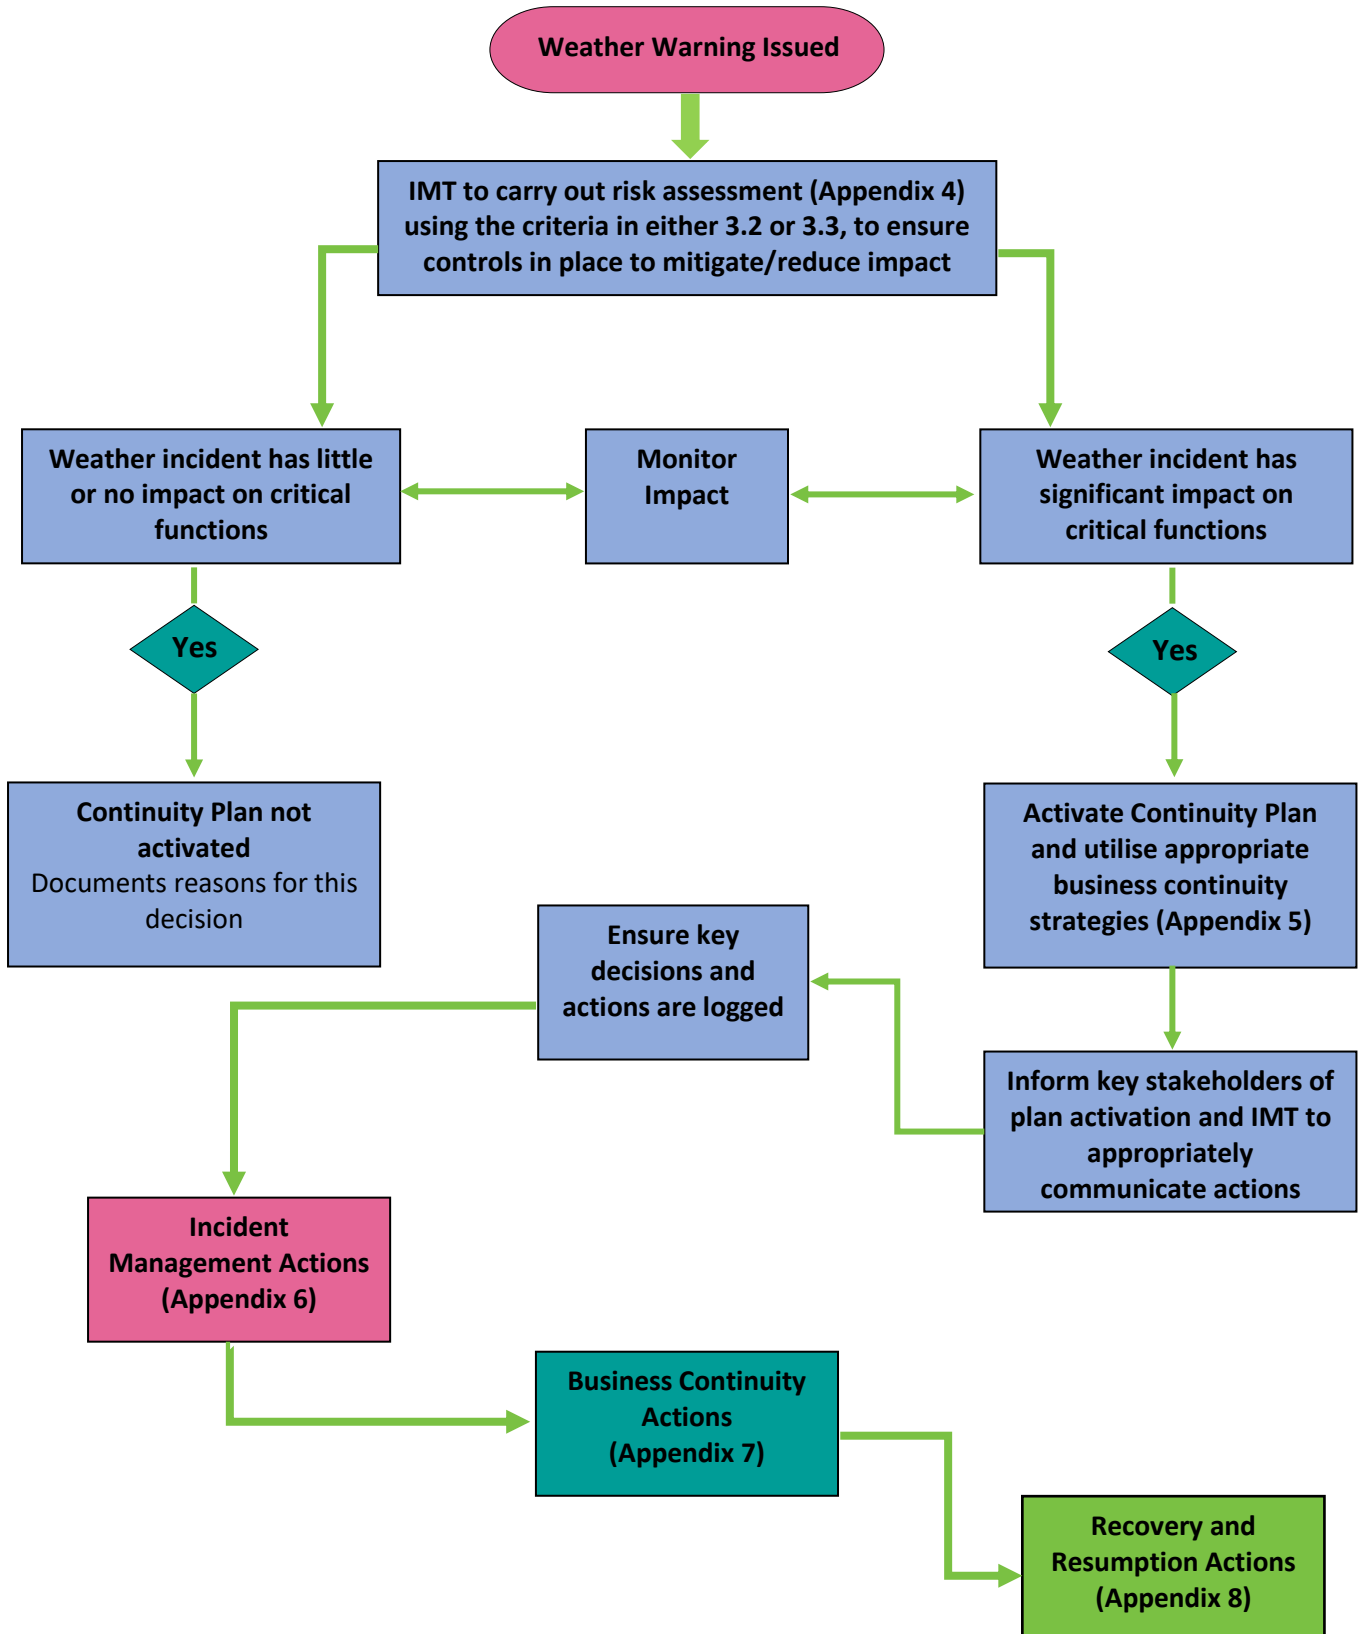 Weather Warning Issued
IMT to carry out risk assessment (Appendix 4)
using the criteria in either 3.2 or 3.3, to ensure
controls in place to mitigate/reduce impact
Weather incident has little
or no impact on critical
functions
Monitor
Impact
Weather incident has
significant impact on
critical functions
Yes
Yes
Continuity Plan not
activated
Documents reasons for this
decision
Activate Continuity Plan
and utilise appropriate
business continuity
strategies (Appendix 5)
Ensure key
decisions and
actions are logged
Inform key stakeholders of
plan activation and IMT to
appropriately
communicate actions
Incident
Management Actions
(Appendix 6)
Business Continuity
Actions
(Appendix 7)
Recovery and
Resumption Actions
(Appendix 8)